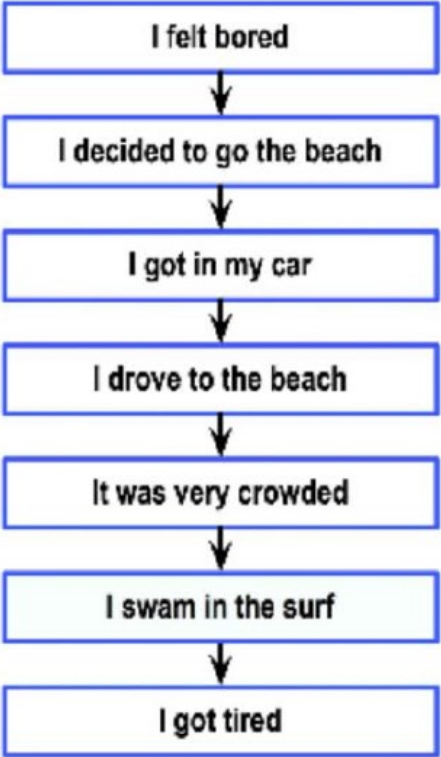 I felt bored
I decided to go the beach
I got in my car
I drove to the beach
It was very crowded
I swam in the surf
I got tired